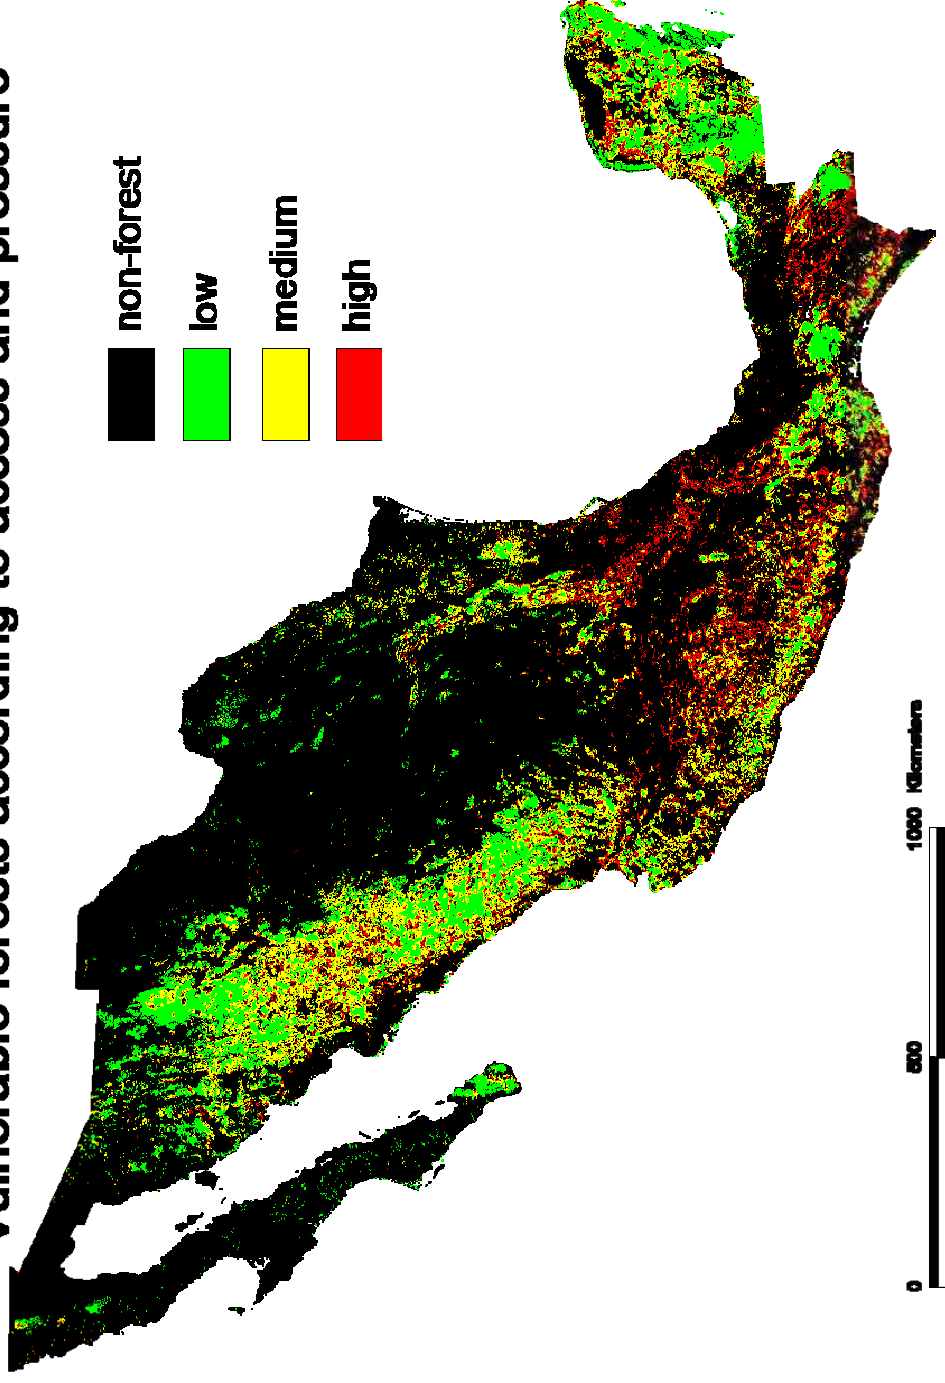 Vulnerable forests according to access and pressure
non-forest
low
medium
high
0 500 1000 Kilometers